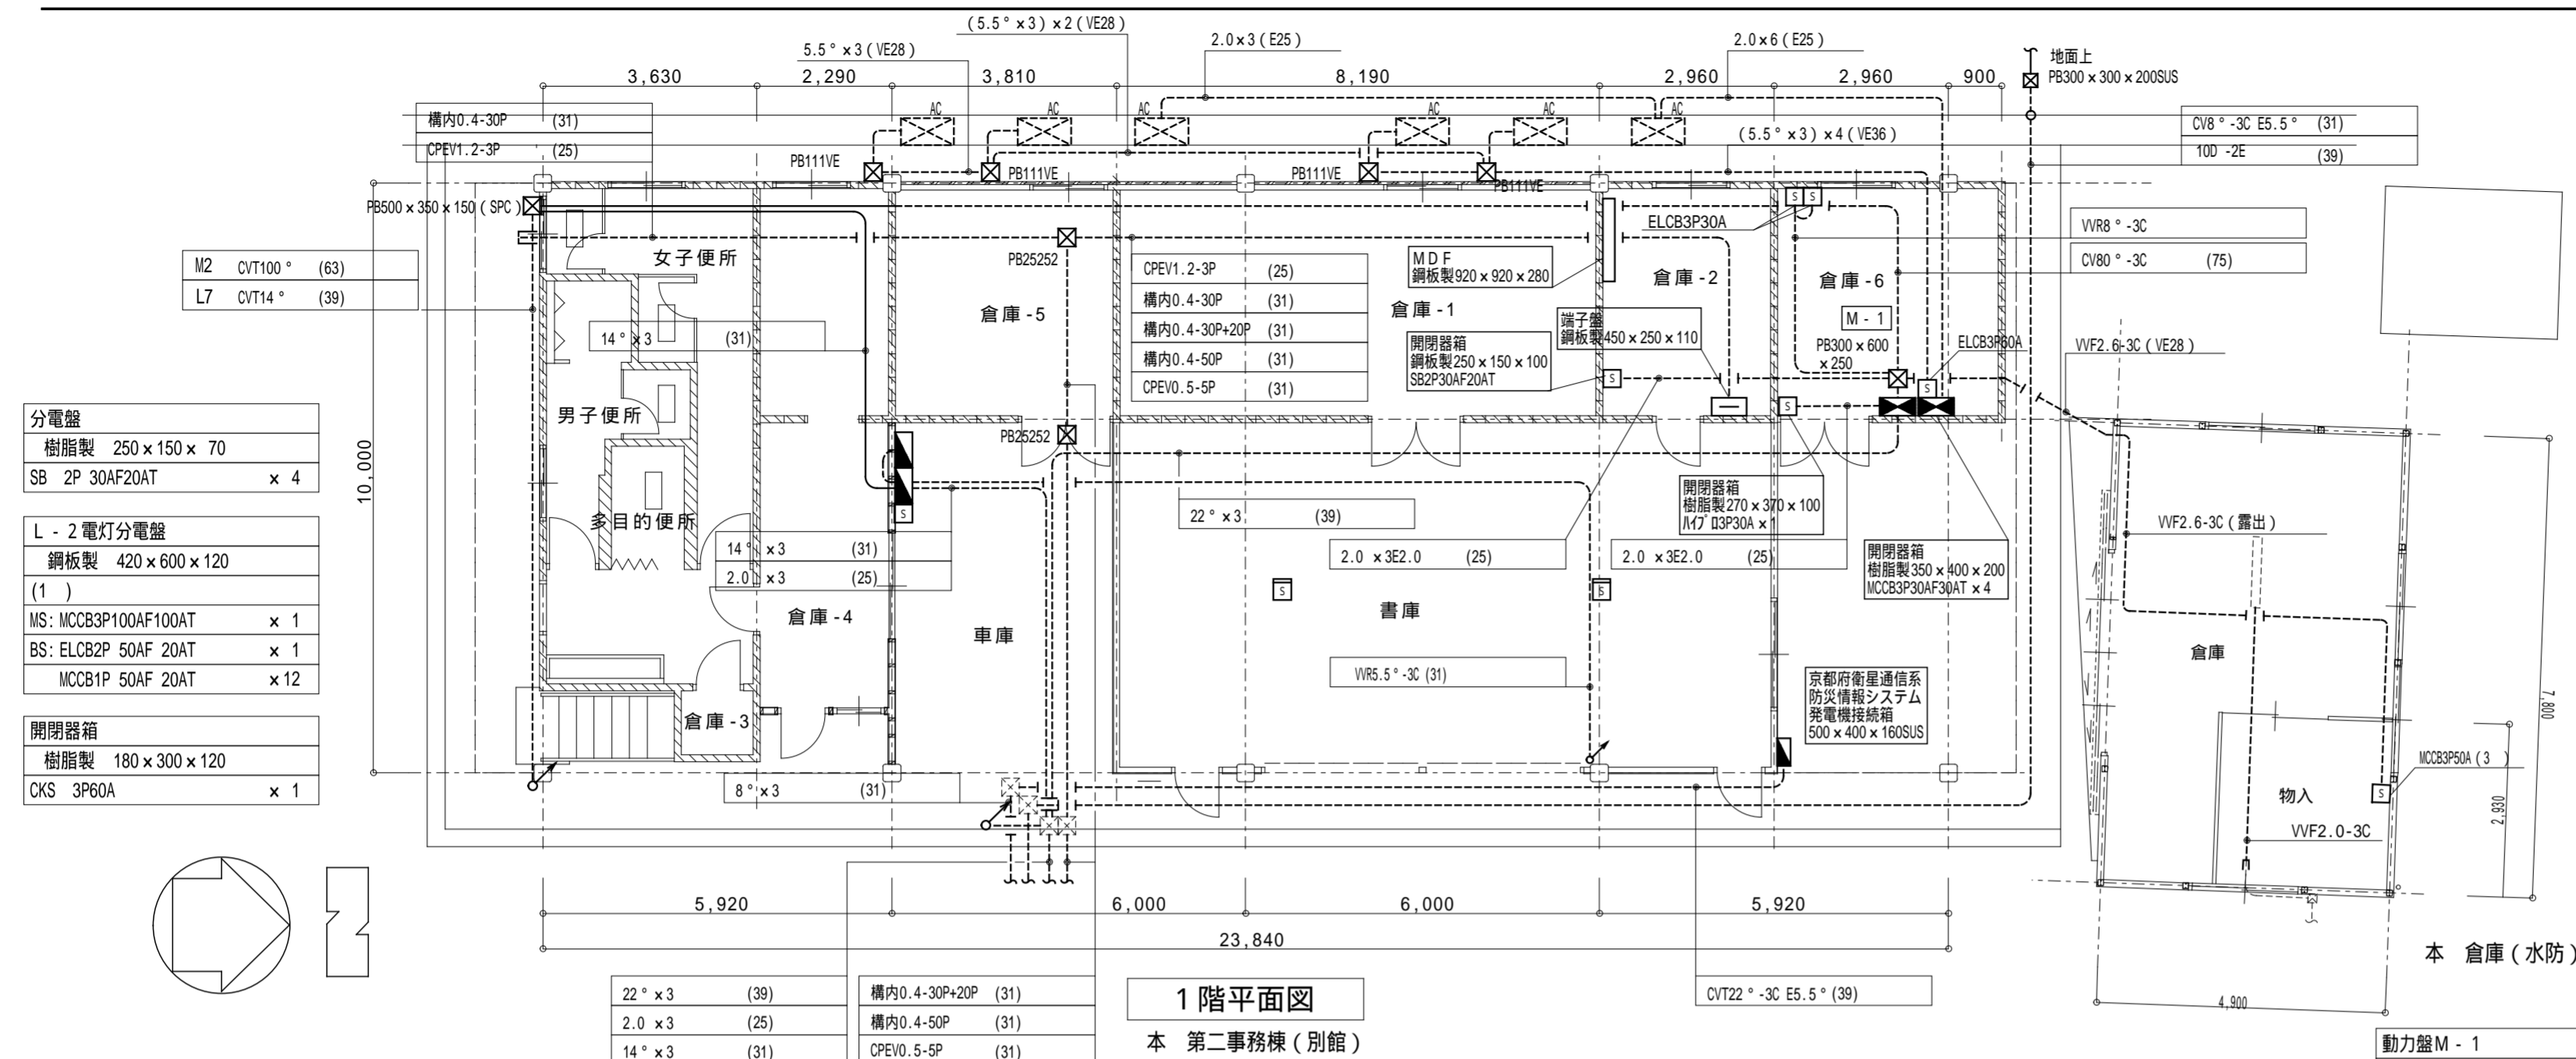 (5.5°×3)×2(VE28)
5.5°×3(VE28)
2.0×3(E25)
2.0×6(E25)
地面上
PB300×300×200SUS
3,630
2,290
3,810
8,190
2,960
2,960
900
AC
AC
AC
AC
AC
AC
構内0.4-30P (31)
CPEV1.2-3P (25)
CV8°-3C E5.5° (31)
10D -2E (39)
(5.5°×3)×4(VE36)
PB111VE
PB111VE
PB111VE
PB111VE
PB500×350×150(SPC)
ELCB3P30A
VVR8°-3C
CV80°-3C (75)
M2 CVT100° (63)
L7 CVT14° (39)
女子便所
PB25252
倉庫-5
CPEV1.2-3P (25)
構内0.4-30P (31)
構内0.4-30P+20P (31)
構内0.4-50P (31)
CPEV0.5-5P (31)
MDF
鋼板製920×920×280
倉庫-1
倉庫-2
倉庫-6
M-1
端子盤
鋼板製450×250×110
開閉器箱
鋼板製250×150×100
SB2P30AF20AT
PB300×600
×250
ELCB3P60A
VVF2.6-3C(VE28)
14°×3 (31)
男子便所
PB25252
10,000
分電盤
樹脂製 250×150× 70
SB 2P 30AF20AT ×4
L-2電灯分電盤
鋼板製 420×600×120
(1 )
MS:MCCB3P100AF100AT ×1
BS:ELCB2P 50AF 20AT ×1
MCCB1P 50AF 20AT ×12
開閉器箱
樹脂製 180×300×120
CKS 3P60A ×1
多目的便所
S
S
S
S
S
S
S
S
S
14°×3 (31)
2.0 ×3 (25)
22°×3 (39)
開閉器箱
樹脂製270×370×100
ハイブロ3P30A×1
2.0 ×3E2.0 (25)
2.0 ×3E2.0 (25)
開閉器箱
樹脂製350×400×200
MCCB3P30AF30AT×4
VVF2.6-3C(露出)
倉庫-4
車庫
書庫
倉庫
VVR5.5°-3C(31)
京都府衛星通信系
防災情報システム
発電機接続箱
500×400×160SUS
倉庫-3
7,800
MCCB3P50A(3 )
物入
2,930
8°×3 (31)
VVF2.0-3C
5,920
6,000
6,000
5,920
23,840
本 倉庫(水防)
4,900
22°×3 (39)
2.0 ×3 (25)
14°×3 (31)
構内0.4-30P+20P (31)
構内0.4-50P (31)
CPEV0.5-5P (31)
1階平面図
本 第二事務棟(別館)
CVT22°-3C E5.5°(39)
動力盤M-1